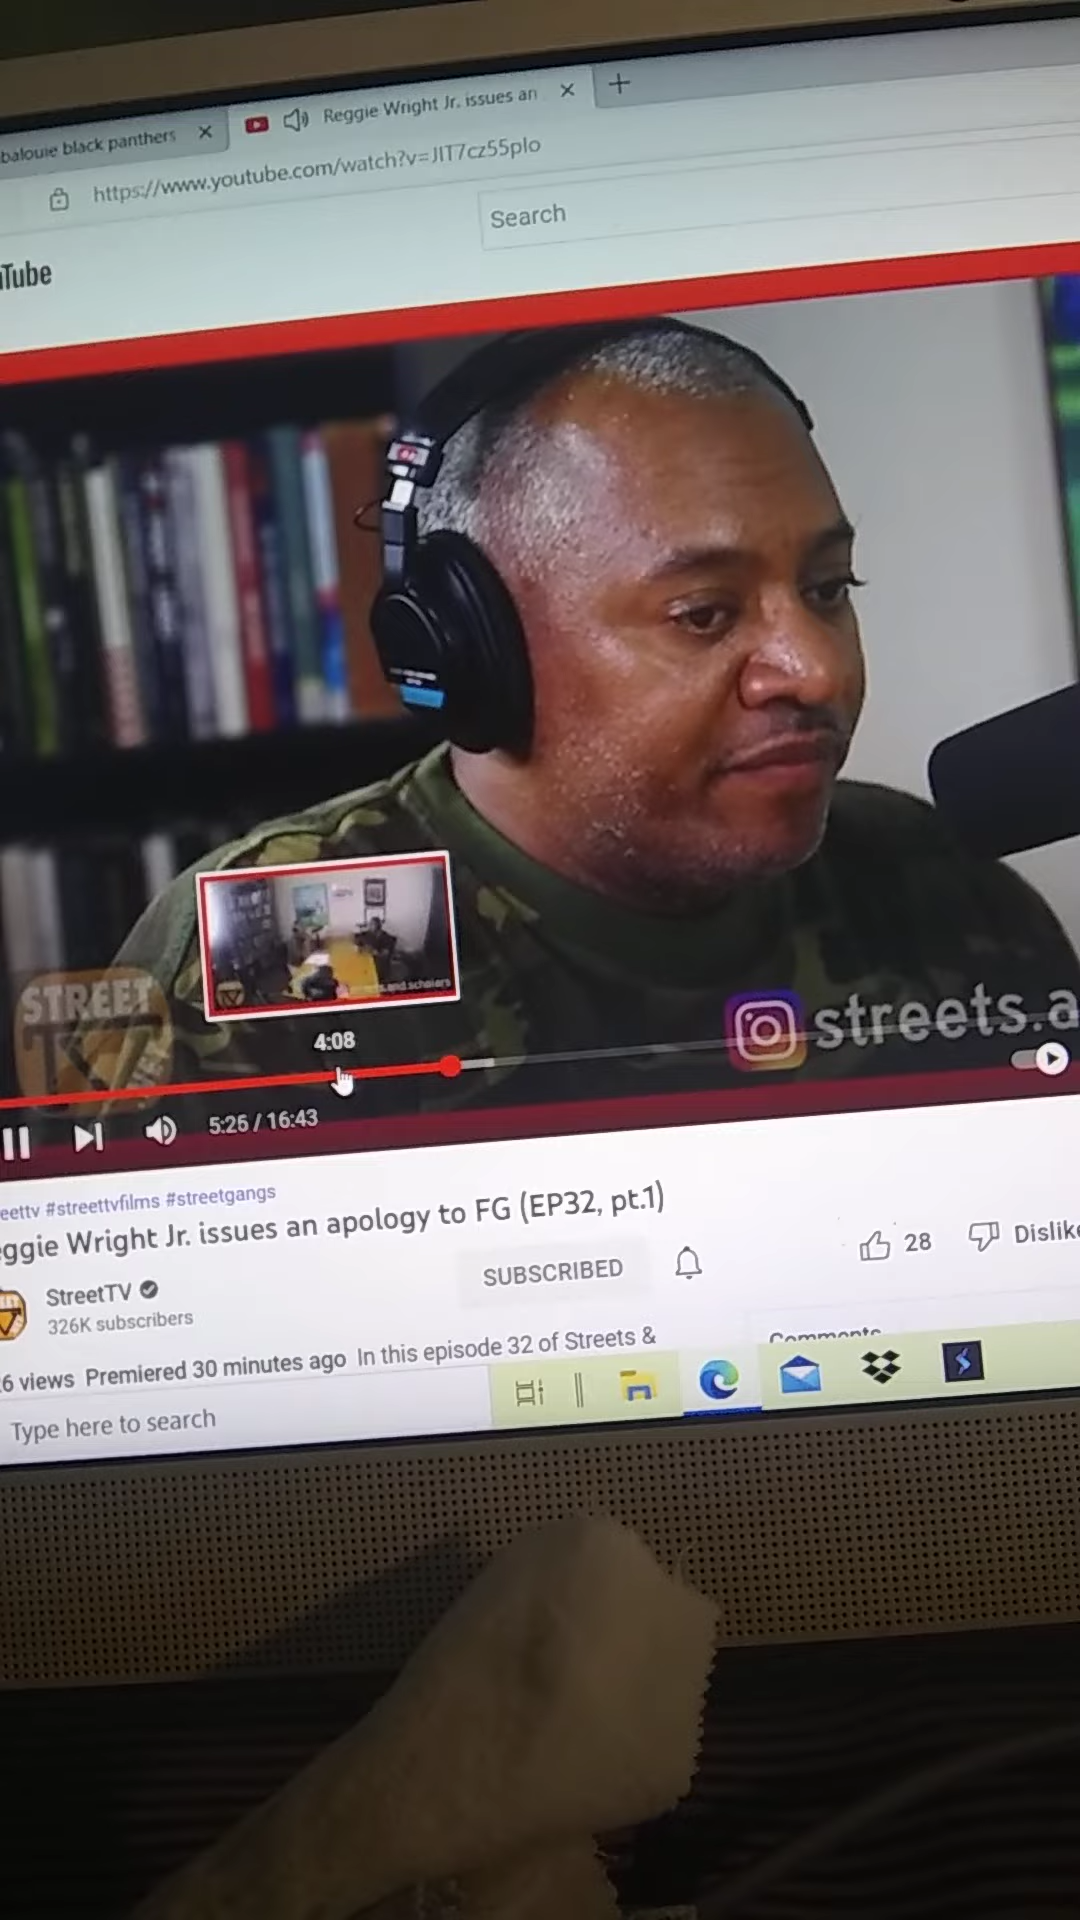 balouie black panthers
Reggie Wright Jr. issues an
https://www.youtube.com/watch?v=JIT7cz55plo
Search
Tube
STREET
TV
4:08
streets.a
5:26 / 16:43
eettv #streettvfilms #streetgangs
ggie Wright Jr. issues an apology to FG (EP32, pt.1)
28
Dislike
SUBSCRIBED
StreetTV
326K subscribers
6 views Premiered 30 minutes ago In this episode 32 of Streets &
Comments
Type here to search